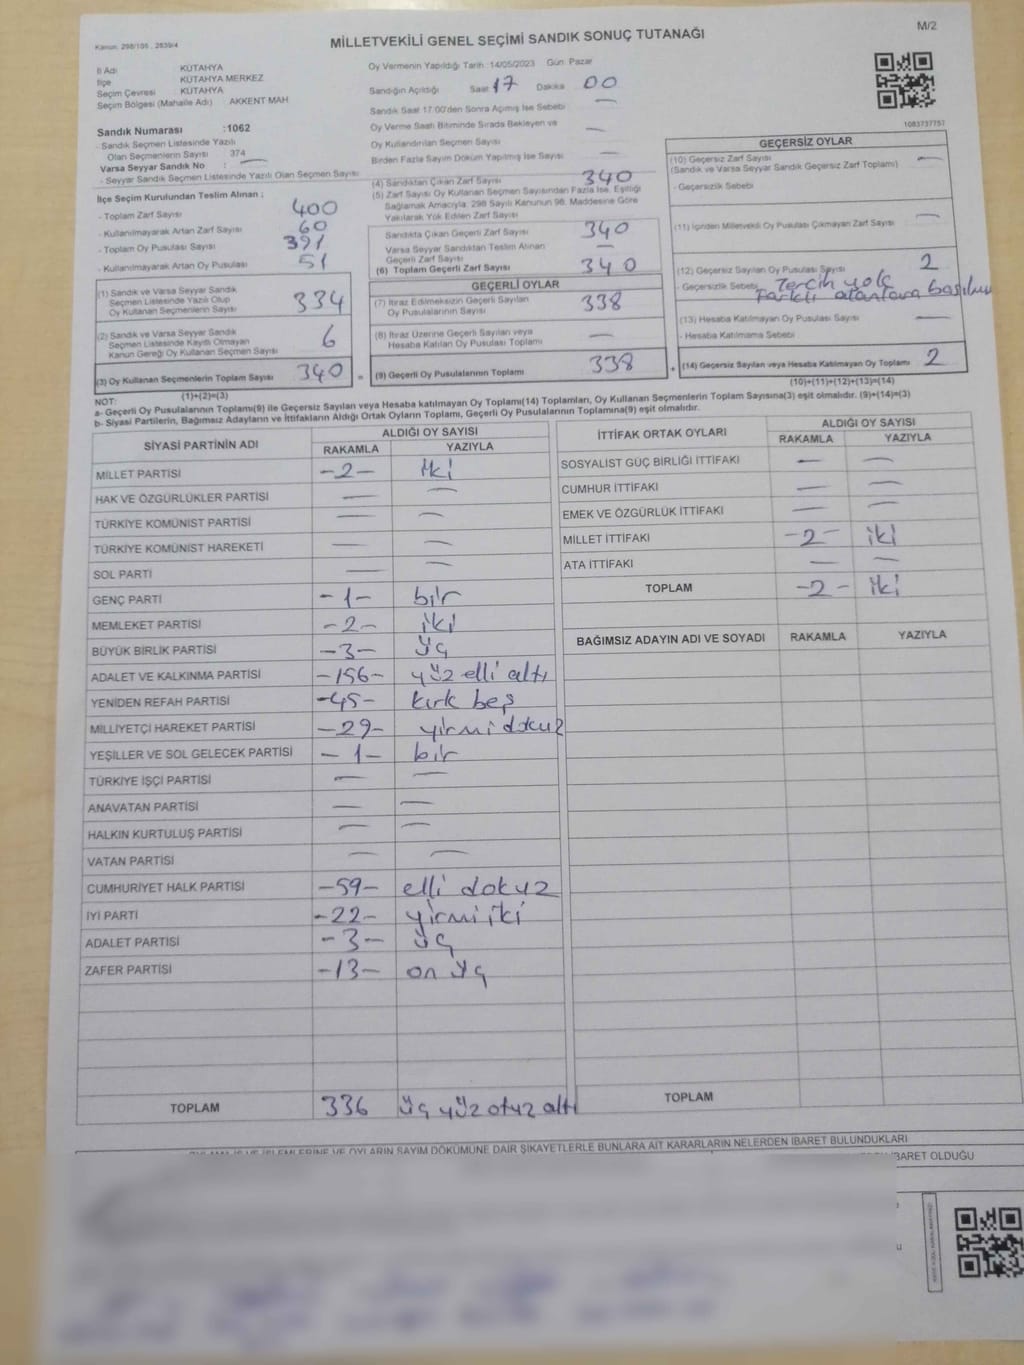 M/2
Kanun: 298/105 , 2839/4
MİLLETVEKİLİ GENEL SEÇİMİ SANDIK SONUÇ TUTANAĞI
İl Adı KÜTAHYA
İlçe KÜTAHYA MERKEZ
Seçim Çevresi KÜTAHYA
Seçim Bölgesi (Mahalle Adı) AKKENT MAH
Sandık Numarası :1062
- Sandık Seçmen Listesinde Yazılı
Olan Seçmenlerin Sayısı 374
Varsa Seyyar Sandık No : —
- Seyyar Sandık Seçmen Listesinde Yazılı Olan Seçmen Sayısı
Oy Vermenin Yapıldığı Tarih :14/05/2023 Gün: Pazar
Sandığın Açıldığı Saat 17 Dakika 00
Sandık Saat 17:00'den Sonra Açımış İse Sebebi —
Oy Verme Saati Bitiminde Sırada Bekleyen ve
Oy Kullandırılan Seçmen Sayısı —
Birden Fazla Sayım Döküm Yapılmış İse Sayısı —
1083737757
İlçe Seçim Kurulundan Teslim Alınan ;
- Toplam Zarf Sayısı 400
- Kullanılmayarak Artan Zarf Sayısı 60
- Toplam Oy Pusulası Sayısı 391
- Kullanılmayarak Artan Oy Pusulası 51
(1) Sandık ve Varsa Seyyar Sandık
Seçmen Listesinde Yazılı Olup
Oy Kullanan Seçmenlerin Sayısı 334
(2) Sandık ve Varsa Seyyar Sandık
Seçmen Listesinde Kayıtlı Olmayan
Kanun Gereği Oy Kullanan Seçmen Sayısı 6
(3) Oy Kullanan Seçmenlerin Toplam Sayısı 340 =
(1)+(2)=(3)
(4) Sandıktan Çıkan Zarf Sayısı 340
(5) Zarf Sayısı Oy Kullanan Seçmen Sayısından Fazla İse, Eşitliği
Sağlamak Amacıyla, 298 Sayılı Kanunun 98. Maddesine Göre
Yakılarak Yok Edilen Zarf Sayısı
Sandıkta Çıkan Geçerli Zarf Sayısı 340
Varsa Seyyar Sandıktan Teslim Alınan
Geçerli Zarf Sayısı —
(6) Toplam Geçerli Zarf Sayısı 340
GEÇERLİ OYLAR
(7) İtiraz Edilmeksizin Geçerli Sayılan
Oy Pusulalarının Sayısı 338
(8) İtiraz Üzerine Geçerli Sayılan veya
Hesaba Katılan Oy Pusulası Toplamı —
(9) Geçerli Oy Pusulalarının Toplamı 338 +
GEÇERSİZ OYLAR
(10) Geçersiz Zarf Sayısı —
(Sandık ve Varsa Seyyar Sandık Geçersiz Zarf Toplamı)
- Geçersizlik Sebebi
(11) İçinden Milletvekili Oy Pusulası Çıkmayan Zarf Sayısı —
(12) Geçersiz Sayılan Oy Pusulası Sayısı 2
- Geçersizlik Sebebi Tercih
Farklı alanlara
(13) Hesaba Katılmayan Oy Pusulası Sayısı —
- Hesaba Katılmama Sebebi
(14) Geçersiz Sayılan veya Hesaba Katılmayan Oy Toplamı 2
(10)+(11)+(12)+(13)=(14)
NOT:
a- Geçerli Oy Pusulalarının Toplamı(9) ile Geçersiz Sayılan veya Hesaba katılmayan Oy Toplamı(14) Toplamları, Oy Kullanan Seçmenlerin Toplam Sayısına(3) eşit olmalıdır. (9)+(14)=(3)
b- Siyasi Partilerin, Bağımsız Adayların ve İttifakların Aldığı Ortak Oyların Toplamı, Geçerli Oy Pusulalarının Toplamına(9) eşit olmalıdır.
SİYASİ PARTİNİN ADI ALDIĞI OY SAYISI
RAKAMLA YAZIYLA
MİLLET PARTİSİ -2- iki
HAK VE ÖZGÜRLÜKLER PARTİSİ — —
TÜRKİYE KOMÜNİST PARTİSİ — —
TÜRKİYE KOMÜNİST HAREKETİ — —
SOL PARTİ — —
GENÇ PARTİ -1- bir
MEMLEKET PARTİSİ -2- iki
BÜYÜK BİRLİK PARTİSİ -3- üç
ADALET VE KALKINMA PARTİSİ -156- yüz elli altı
YENİDEN REFAH PARTİSİ -45- kırk beş
MİLLİYETÇİ HAREKET PARTİSİ -29- yirmi dokuz
YEŞİLLER VE SOL GELECEK PARTİSİ -1- bir
TÜRKİYE İŞÇİ PARTİSİ — —
ANAVATAN PARTİSİ — —
HALKIN KURTULUŞ PARTİSİ — —
VATAN PARTİSİ — —
CUMHURİYET HALK PARTİSİ -59- elli dokuz
İYİ PARTİ -22- yirmi iki
ADALET PARTİSİ -3- üç
ZAFER PARTİSİ -13- on üç
TOPLAM 336 üç yüz otuz altı
İTTİFAK ORTAK OYLARI ALDIĞI OY SAYISI
RAKAMLA YAZIYLA
SOSYALİST GÜÇ BİRLİĞİ İTTİFAKI — —
CUMHUR İTTİFAKI — —
EMEK VE ÖZGÜRLÜK İTTİFAKI — —
MİLLET İTTİFAKI -2- iki
ATA İTTİFAKI — —
TOPLAM -2- iki
BAĞIMSIZ ADAYIN ADI VE SOYADI RAKAMLA YAZIYLA
TOPLAM
OYLAMA İŞ VE İŞLEMLERİNE VE OYLARIN SAYIM DÖKÜMÜNE DAİR ŞİKAYETLERLE BUNLARA AİT KARARLARIN NELERDEN İBARET BULUNDUKLARI
İBARET OLDUĞU